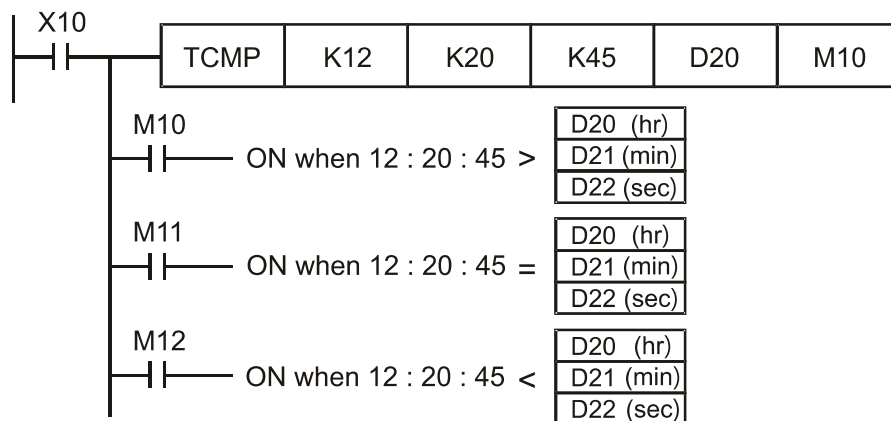 X10
TCMP K12 K20 K45 D20 M10
M10
ON when 12 : 20 : 45 >
D20 (hr)
D21 (min)
D22 (sec)
M11
ON when 12 : 20 : 45 =
D20 (hr)
D21 (min)
D22 (sec)
M12
ON when 12 : 20 : 45 <
D20 (hr)
D21 (min)
D22 (sec)